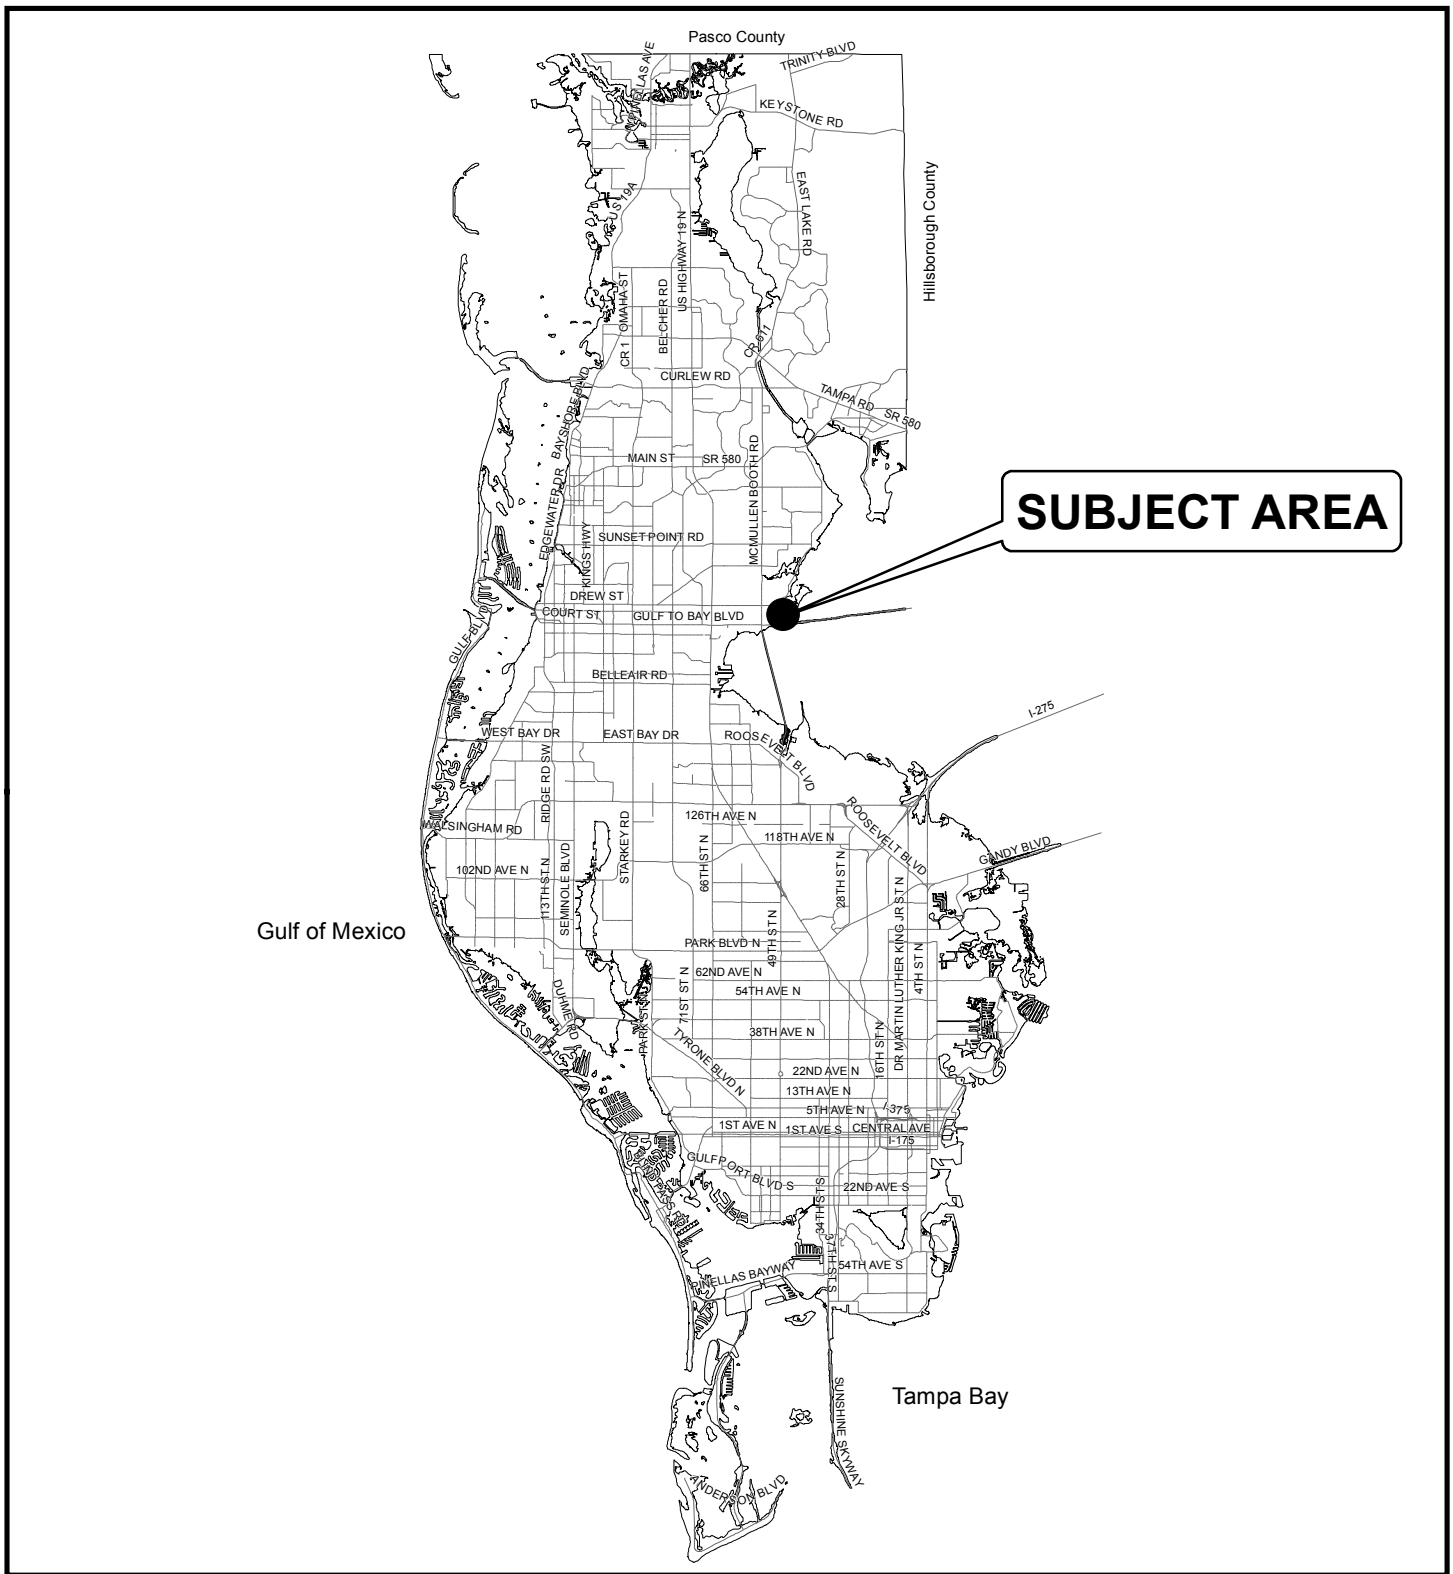 Pasco County
TRINITY BLVD
PINELLAS AVE
KEYSTONE RD
Hillsborough County
EAST LAKE RD
US 19A
US HIGHWAY 19 N
OMAHA ST
CR 1
BELCHER RD
CR 611
CURLEW RD
TAMPA RD
SR 580
BAYSHORE BLVD
MAIN ST
SR 580
MCMULLEN BOOTH RD
EDGEWATER DR
SUBJECT AREA
SUNSET POINT RD
KINGS HWY
DREW ST
COURT ST
GULF TO BAY BLVD
GULF BLVD
BELLEAIR RD
I-275
WEST BAY DR
EAST BAY DR
ROOSEVELT BLVD
RIDGE RD SW
126TH AVE N
ROOSEVELT BLVD
WALSINGHAM RD
118TH AVE N
STARKEY RD
GANDY BLVD
102ND AVE N
66TH ST N
28TH ST N
113TH ST N
SEMINOLE BLVD
DR MARTIN LUTHER KING JR ST N
Gulf of Mexico
49TH ST N
PARK BLVD N
4TH ST N
62ND AVE N
54TH AVE N
71ST ST N
DUHME RD
PARK ST N
38TH AVE N
16TH ST N
TYRONE BLVD N
22ND AVE N
13TH AVE N
5TH AVE N
I-375
1ST AVE N
1ST AVE S
CENTRAL AVE
I-175
GULFPORT BLVD S
22ND AVE S
34TH ST S
37TH ST S
54TH AVE S
PINELLAS BAYWAY
Tampa Bay
SUNSHINE SKYWAY
ANDERSON BLVD